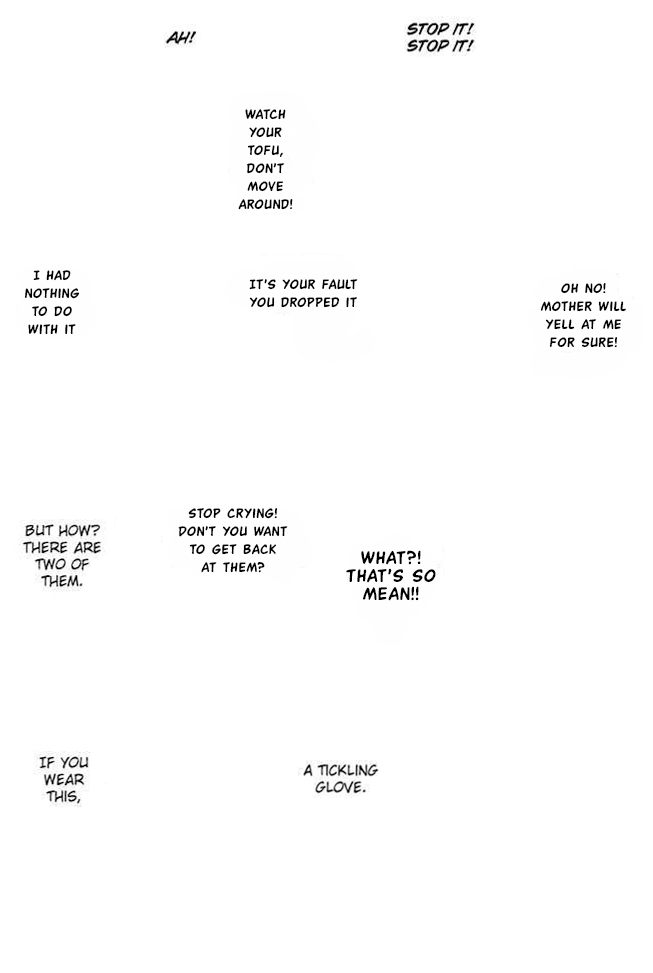 STOP IT!
STOP IT!
AH!
WATCH
YOUR
TOFU,
DON'T
MOVE
AROUND!
OH NO!
MOTHER WILL
YELL AT ME
FOR SURE!
IT'S YOUR FAULT
YOU DROPPED IT
I HAD
NOTHING
TO DO
WITH IT
WHAT?!
THAT'S SO
MEAN!!
STOP CRYING!
DON'T YOU WANT
TO GET BACK
AT THEM?
BUT HOW?
THERE ARE
TWO OF
THEM.
A TICKLING
GLOVE.
IF YOU
WEAR
THIS,